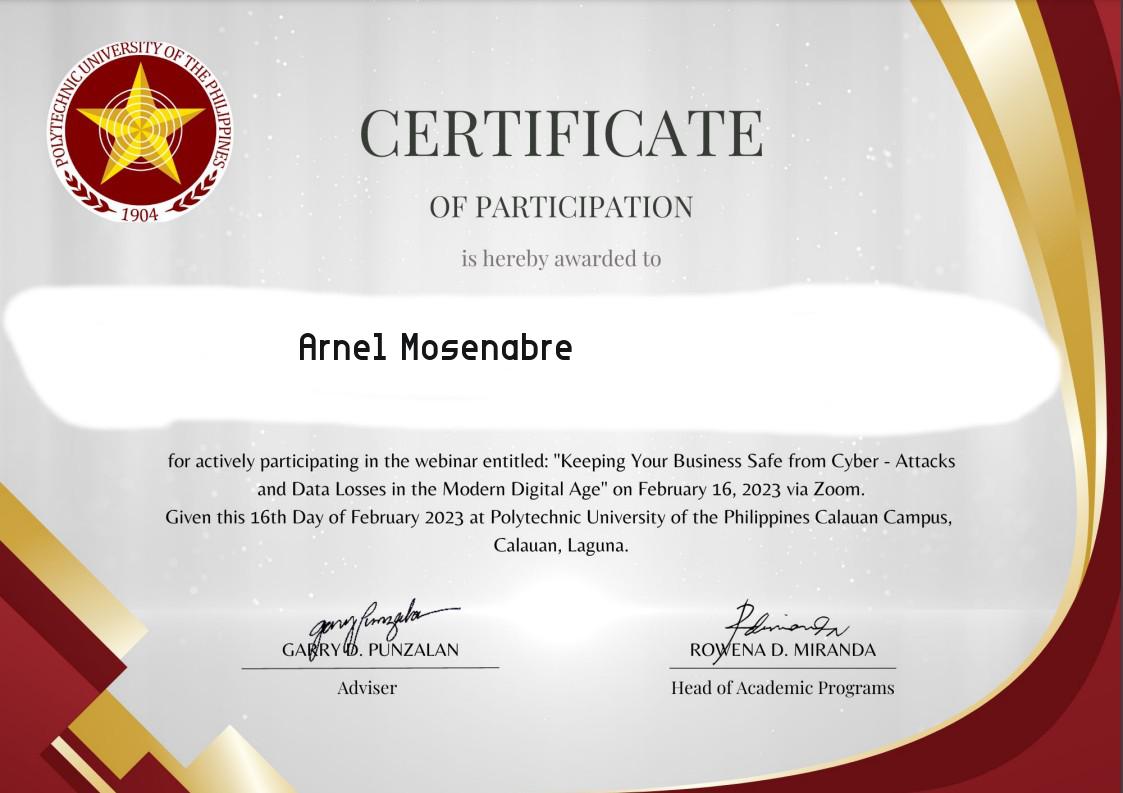 POLYTECHNIC UNIVERSITY OF THE PHILIPPINES
1904
CERTIFICATE
OF PARTICIPATION
is hereby awarded to
Arnel Mosenabre
for actively participating in the webinar entitled: "Keeping Your Business Safe from Cyber - Attacks
and Data Losses in the Modern Digital Age" on February 16, 2023 via Zoom.
Given this 16th Day of February 2023 at Polytechnic University of the Philippines Calauan Campus,
Calauan, Laguna.
GARRY D. PUNZALAN
ROWENA D. MIRANDA
Adviser
Head of Academic Programs